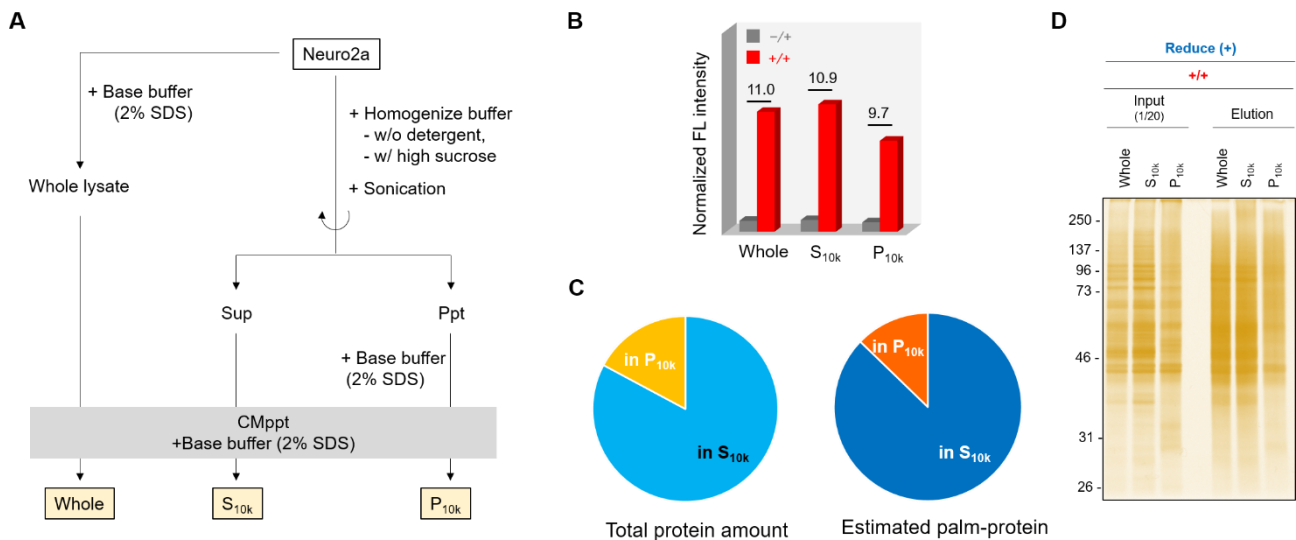 A
Neuro2a
+ Base buffer
(2% SDS)
+ Homogenize buffer
- w/o detergent,
- w/ high sucrose
Whole lysate
+ Sonication
Sup
Ppt
+ Base buffer
(2% SDS)
CMppt
+Base buffer (2% SDS)
Whole
S10k
P10k
B
Normalized FL intensity
−/+
+/+
11.0
10.9
9.7
Whole
S10k
P10k
C
in P10k
in S10k
Total protein amount
in P10k
in S10k
Estimated palm-protein
D
Reduce (+)
+/+
Input
(1/20)
Elution
Whole
S10k
P10k
Whole
S10k
P10k
250 -
137 -
96 -
73 -
46 -
31 -
26 -